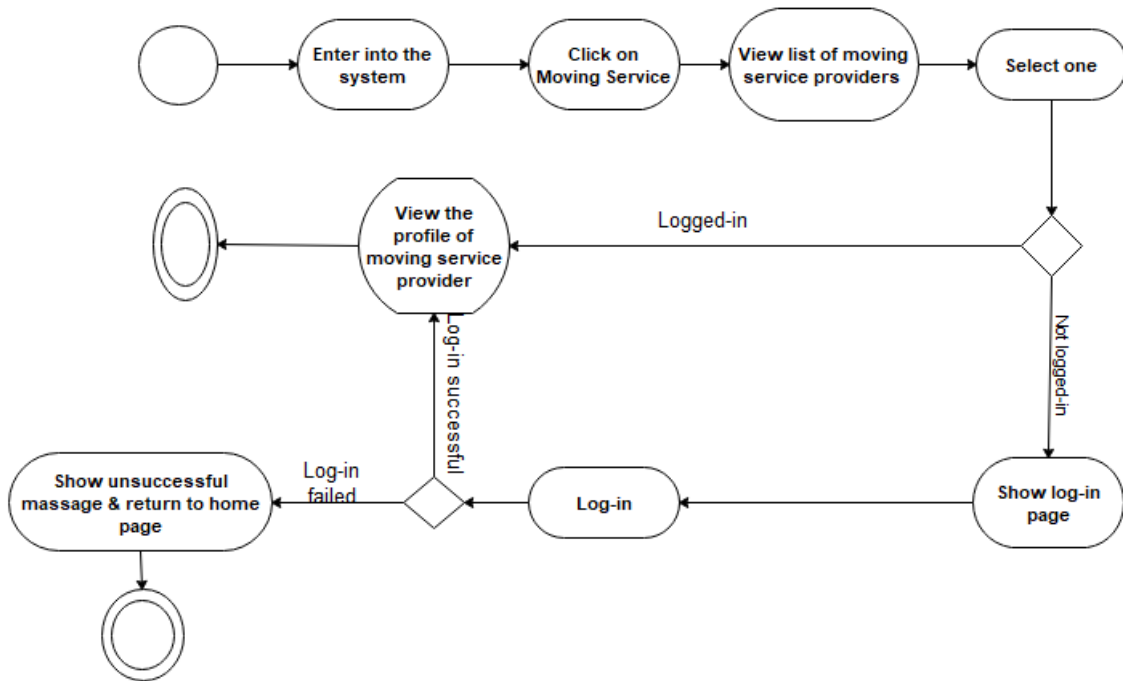 Enter into the
system
Click on
Moving Service
View list of moving
service providers
Select one
View the
profile of
moving service
provider
Logged-in
Not logged-in
Log-in successful
Show unsuccessful
massage & return to home
page
Log-in
failed
Log-in
Show log-in
page